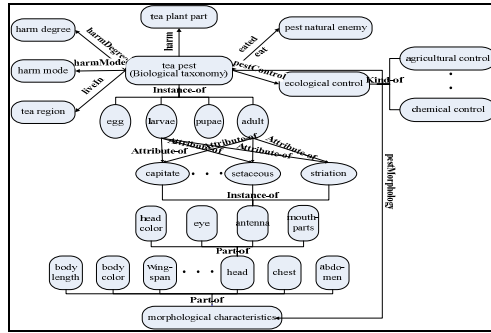 tea plant part
harm degree
pest natural enemy
harmDegree
harm
eated
eat
harm mode
harmMode
tea pest
(Biological taxonomy)
pestControl
ecological control
Kind-of
agricultural control
chemical control
liveIn
tea region
Instance-of
egg
larvae
pupae
adult
Attribute-of
Attribute-of
Attribute-of
Attribute-of
Attribute-of
capitate
setaceous
striation
pestMorphology
Instance-of
head
color
eye
antenna
mouth-
parts
Part-of
body
length
body
color
wing-
span
head
chest
abdo-
men
Part-of
morphological characteristics